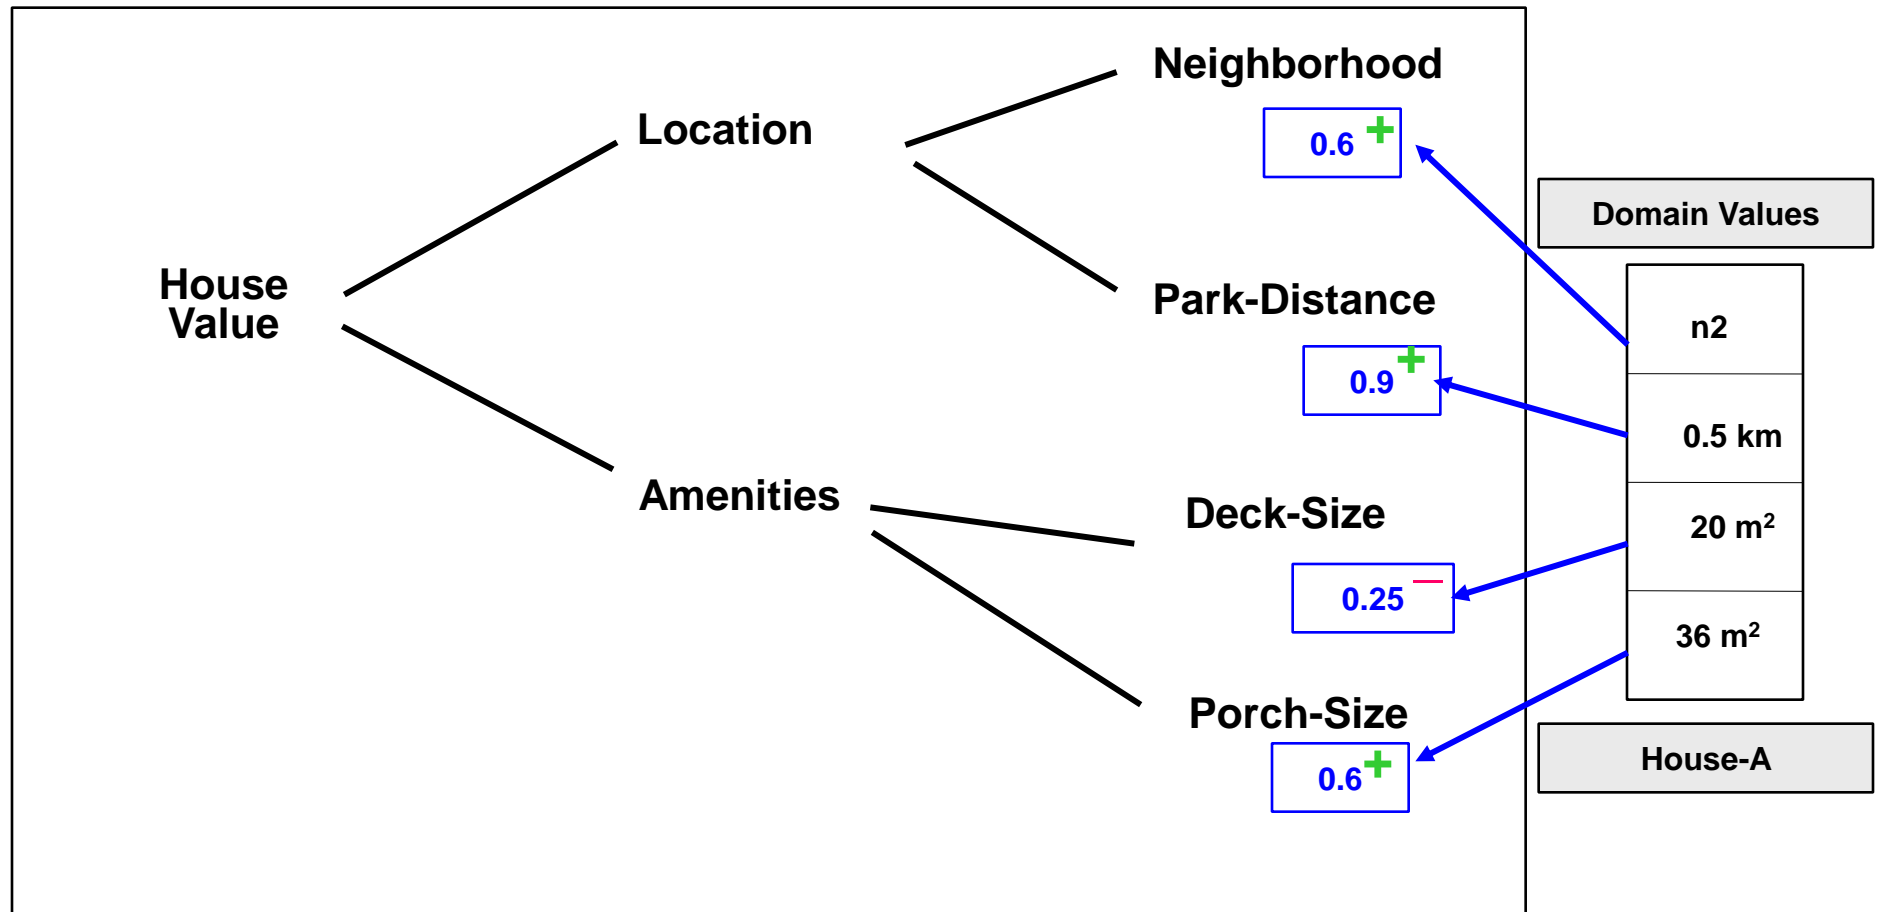 Neighborhood
0.6 +
Location
Domain Values
House
Value
Park-Distance
0.9 +
n2
0.5 km
20 m²
36 m²
Amenities
Deck-Size
0.25 —
Porch-Size
0.6 +
House-A